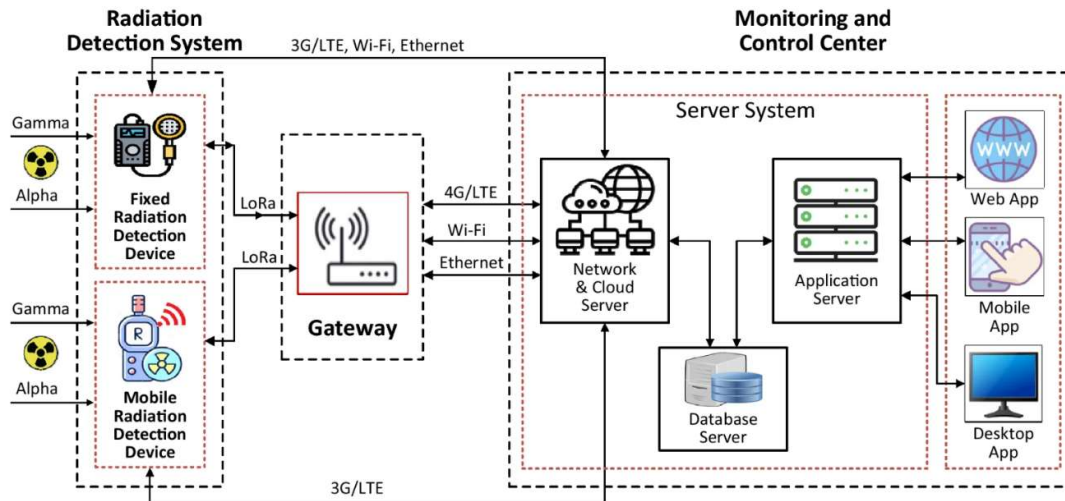 Radiation
Detection System
Monitoring and
Control Center
3G/LTE, Wi-Fi, Ethernet
Server System
Gamma
Alpha
Fixed
Radiation
Detection
Device
LoRa
LoRa
Gateway
4G/LTE
Wi-Fi
Ethernet
Network
& Cloud
Server
Application
Server
WWW
Web App
Mobile
App
Desktop
App
Database
Server
Gamma
Alpha
R
Mobile
Radiation
Detection
Device
3G/LTE